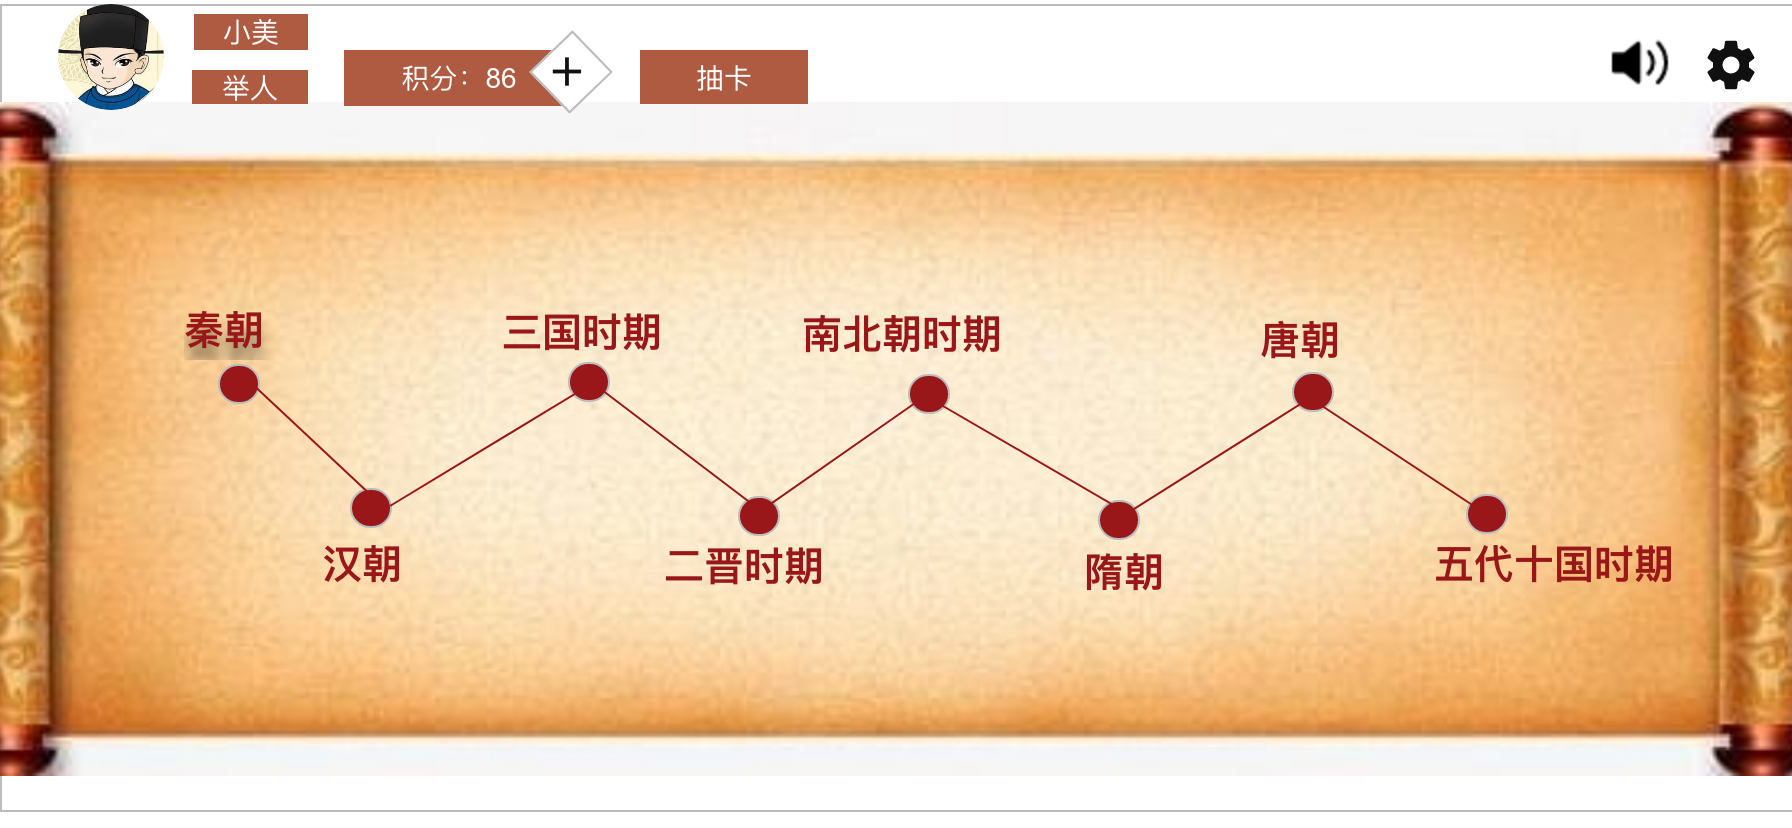 小美
举人
积分：86
抽卡
秦朝
三国时期
南北朝时期
唐朝
汉朝
二晋时期
隋朝
五代十国时期